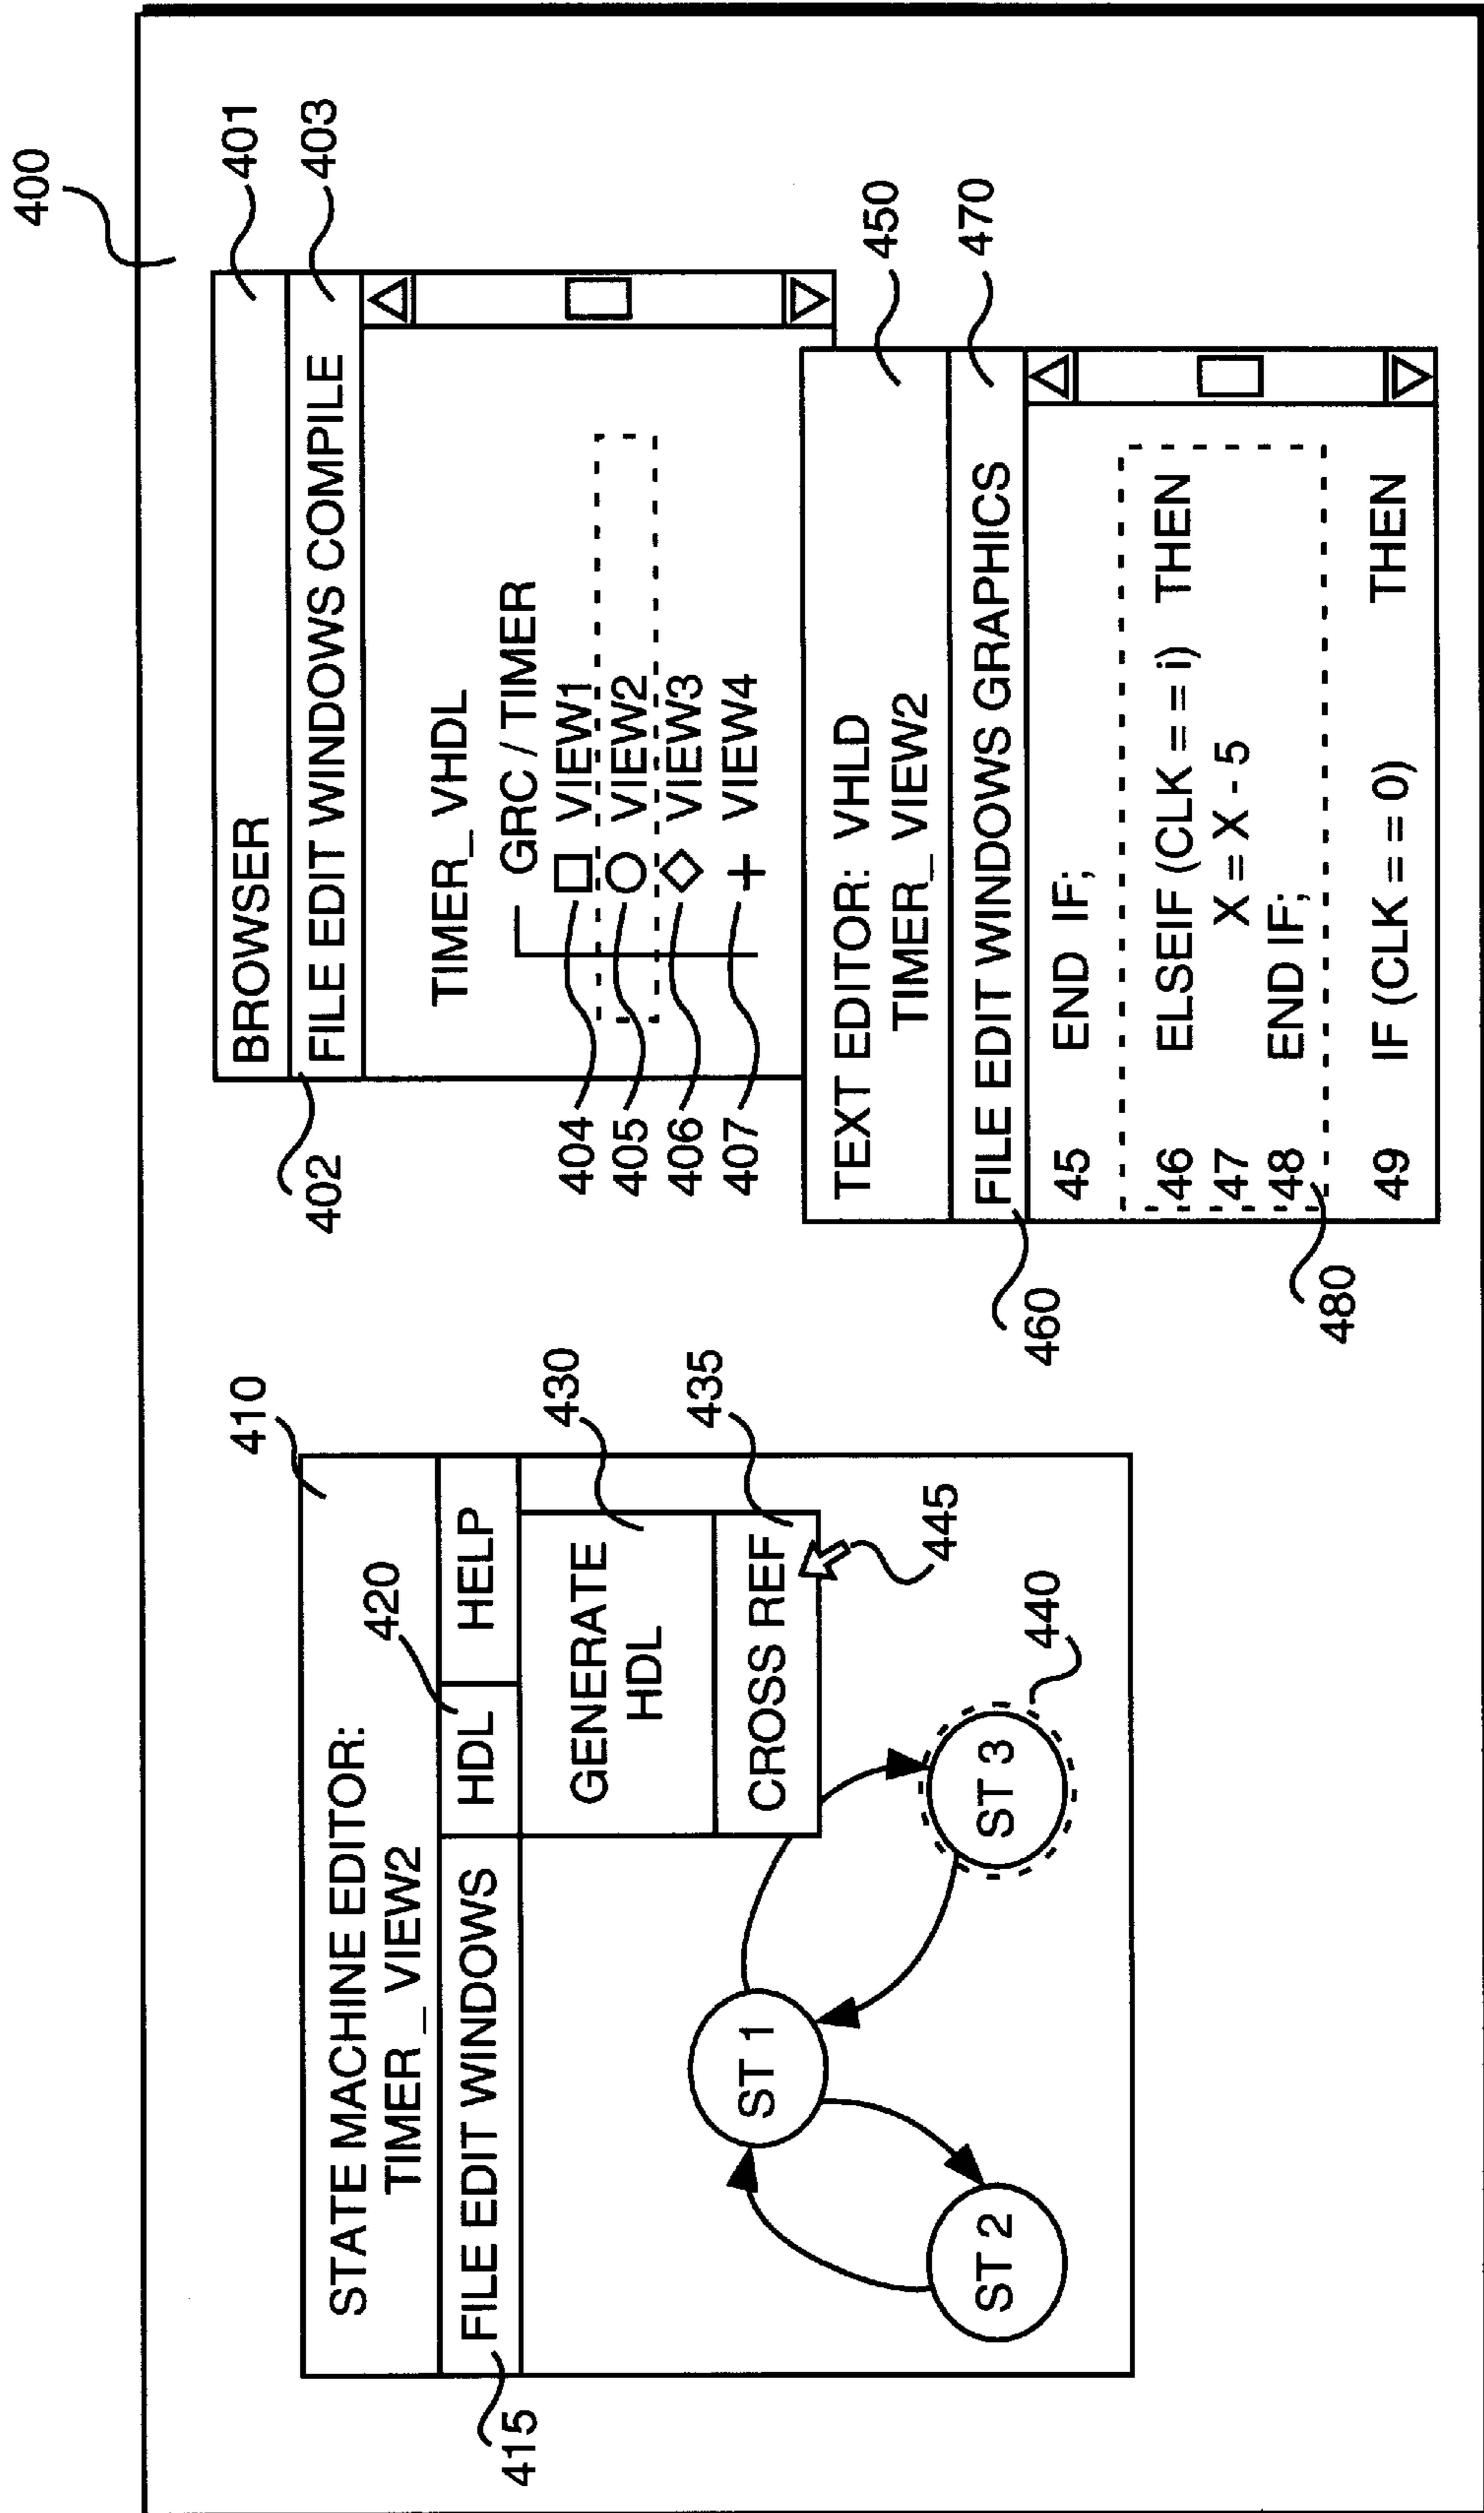 400
410
STATE MACHINE EDITOR:
TIMER_VIEW2
415
FILE EDIT WINDOWS
HDL
HELP
420
GENERATE
HDL
430
CROSS REF
435
445
ST 1
ST 2
ST 3
440
401
BROWSER
402
FILE EDIT WINDOWS COMPILE
403
TIMER_VHDL
GRC / TIMER
404 VIEW1
405 VIEW2
406 VIEW3
407 VIEW4
450
TEXT EDITOR: VHLD
TIMER_VIEW2
460
FILE EDIT WINDOWS GRAPHICS
470
45 END IF;
46 ELSEIF (CLK = = i) THEN
47 X = X - 5
48 END IF;
480
49 IF (CLK = = 0) THEN